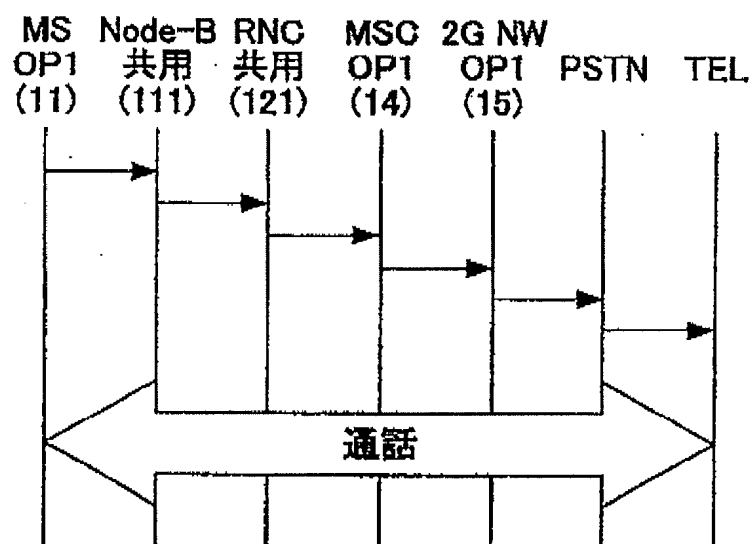 MS Node-B RNC MSC 2G NW
OP1 共用 共用 OP1 OP1 PSTN TEL
(11) (111) (121) (14) (15)
通話